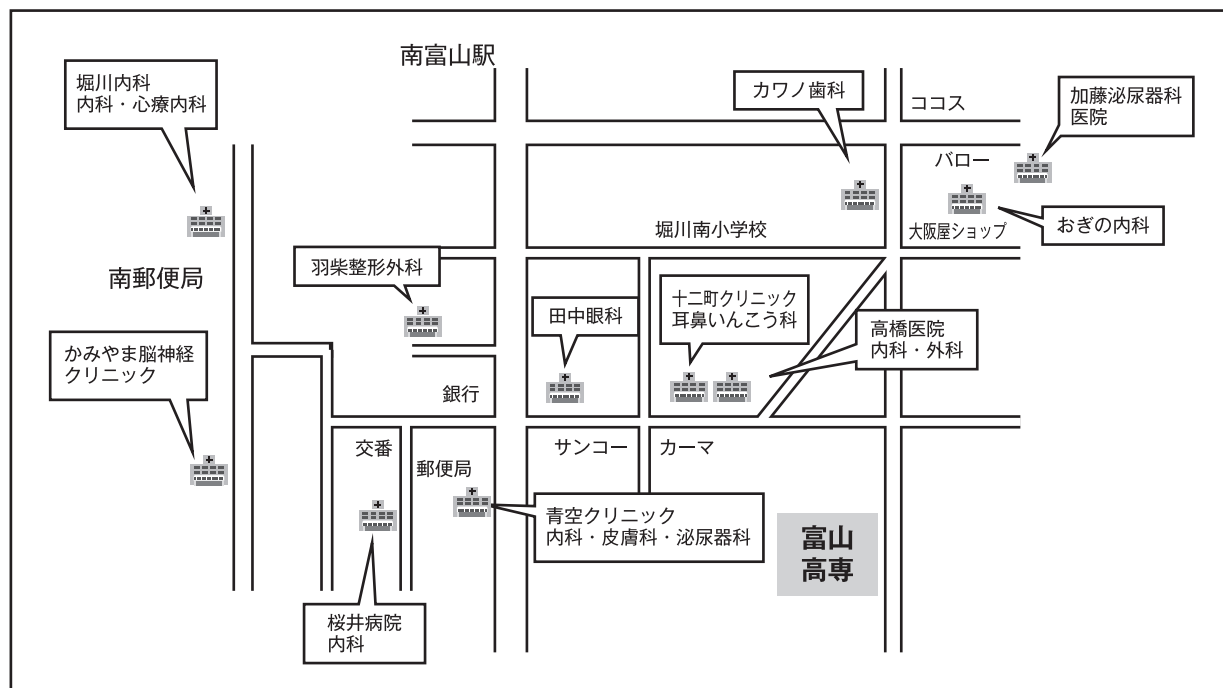 南富山駅
堀川内科
内科・心療内科
カワノ歯科
ココス
加藤泌尿器科
医院
バロー
おぎの内科
堀川南小学校
大阪屋ショップ
南郵便局
羽柴整形外科
田中眼科
十二町クリニック
耳鼻いんこう科
高橋医院
内科・外科
かみやま脳神経
クリニック
銀行
交番
郵便局
サンコー
カーマ
青空クリニック
内科・皮膚科・泌尿器科
富山
高専
桜井病院
内科